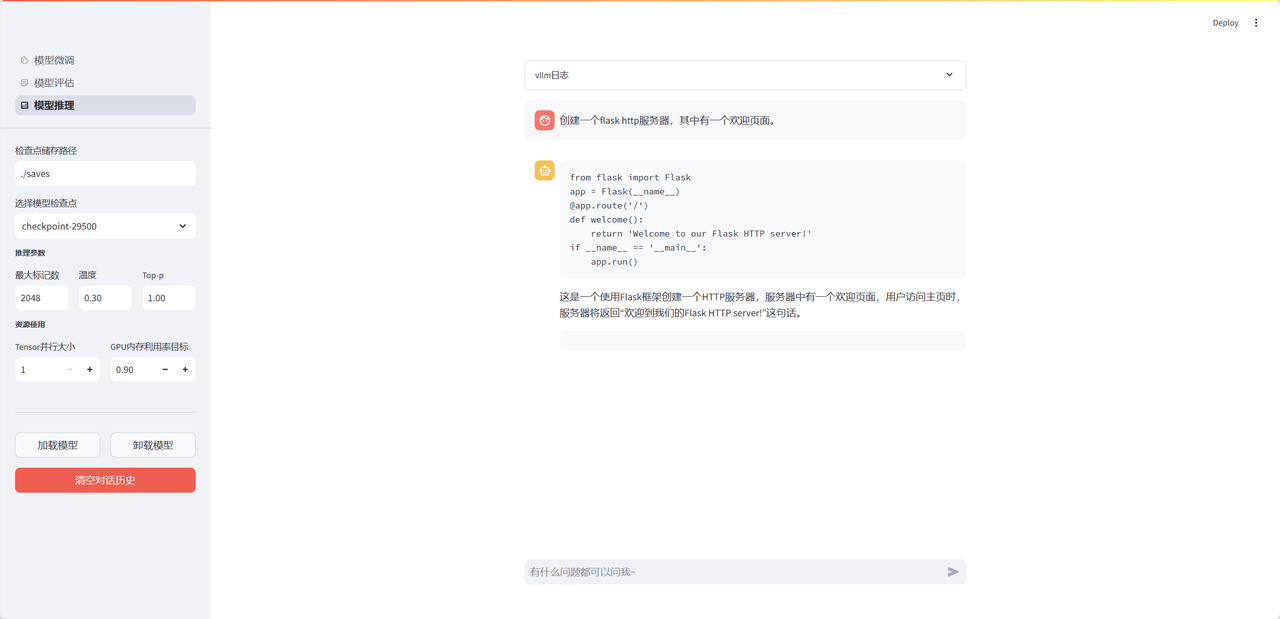 Deploy
模型微调
模型评估
模型推理
检查点储存路径
./saves
选择模型检查点
checkpoint-29500
推理参数
最大标记数 温度 Top-p
2048 0.30 1.00
资源使用
Tensor并行大小 GPU内存利用率目标
1 − + 0.90 − +
加载模型 卸载模型
清空对话历史
vllm日志
创建一个flask http服务器，其中有一个欢迎页面。
from flask import Flask
app = Flask(__name__)
@app.route('/')
def welcome():
    return 'Welcome to our Flask HTTP server!'
if __name__ == '__main__':
    app.run()
这是一个使用Flask框架创建一个HTTP服务器，服务器中有一个欢迎页面，用户访问主页时，
服务器将返回“欢迎到我们的Flask HTTP server!”这句话。
有什么问题都可以问我~